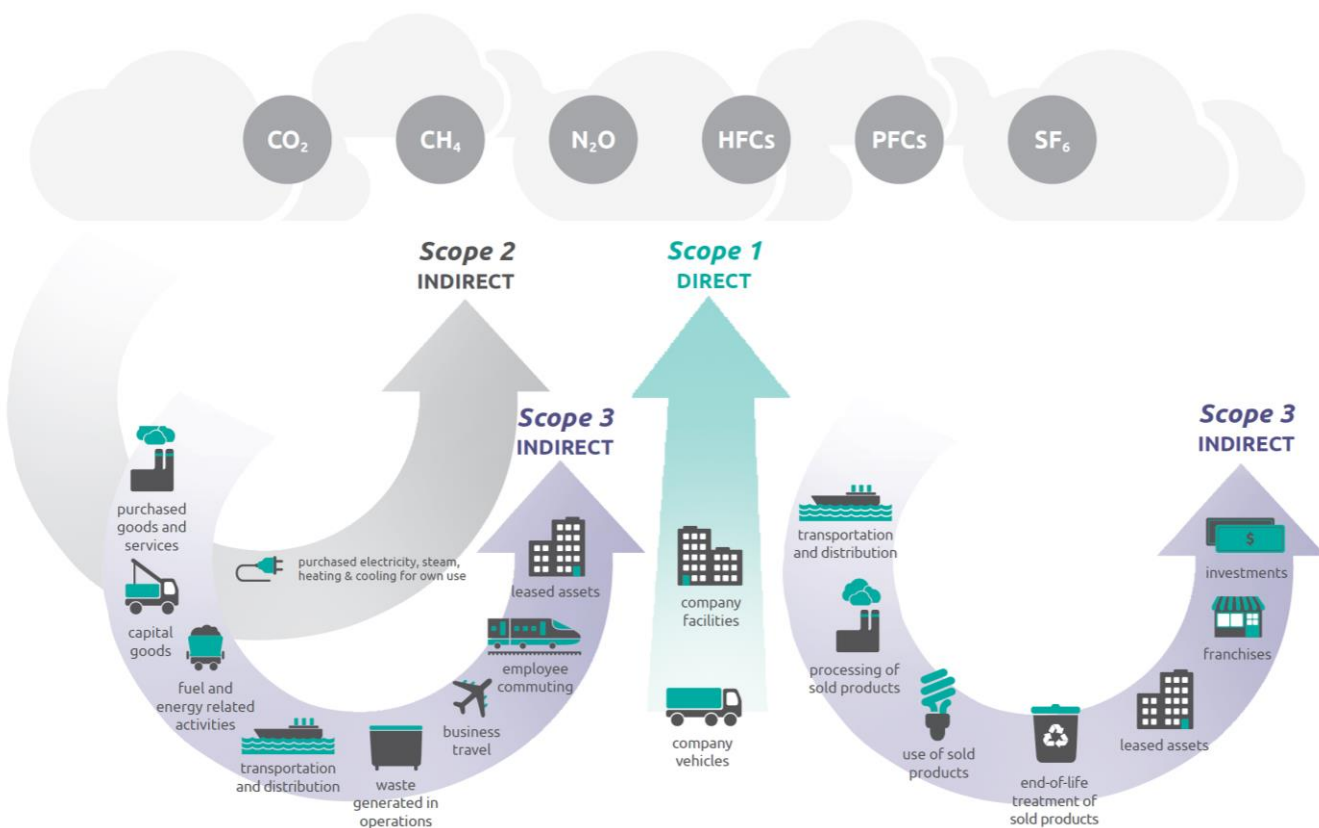 CO₂
CH₄
N₂O
HFCs
PFCs
SF₆
Scope 2
INDIRECT
Scope 1
DIRECT
Scope 3
INDIRECT
Scope 3
INDIRECT
purchased
goods and
services
capital
goods
fuel and
energy related
activities
transportation
and distribution
waste
generated in
operations
business
travel
employee
commuting
leased assets
purchased electricity, steam,
heating & cooling for own use
company
facilities
company
vehicles
transportation
and distribution
processing of
sold products
use of sold
products
end-of-life
treatment of
sold products
leased assets
franchises
investments
$